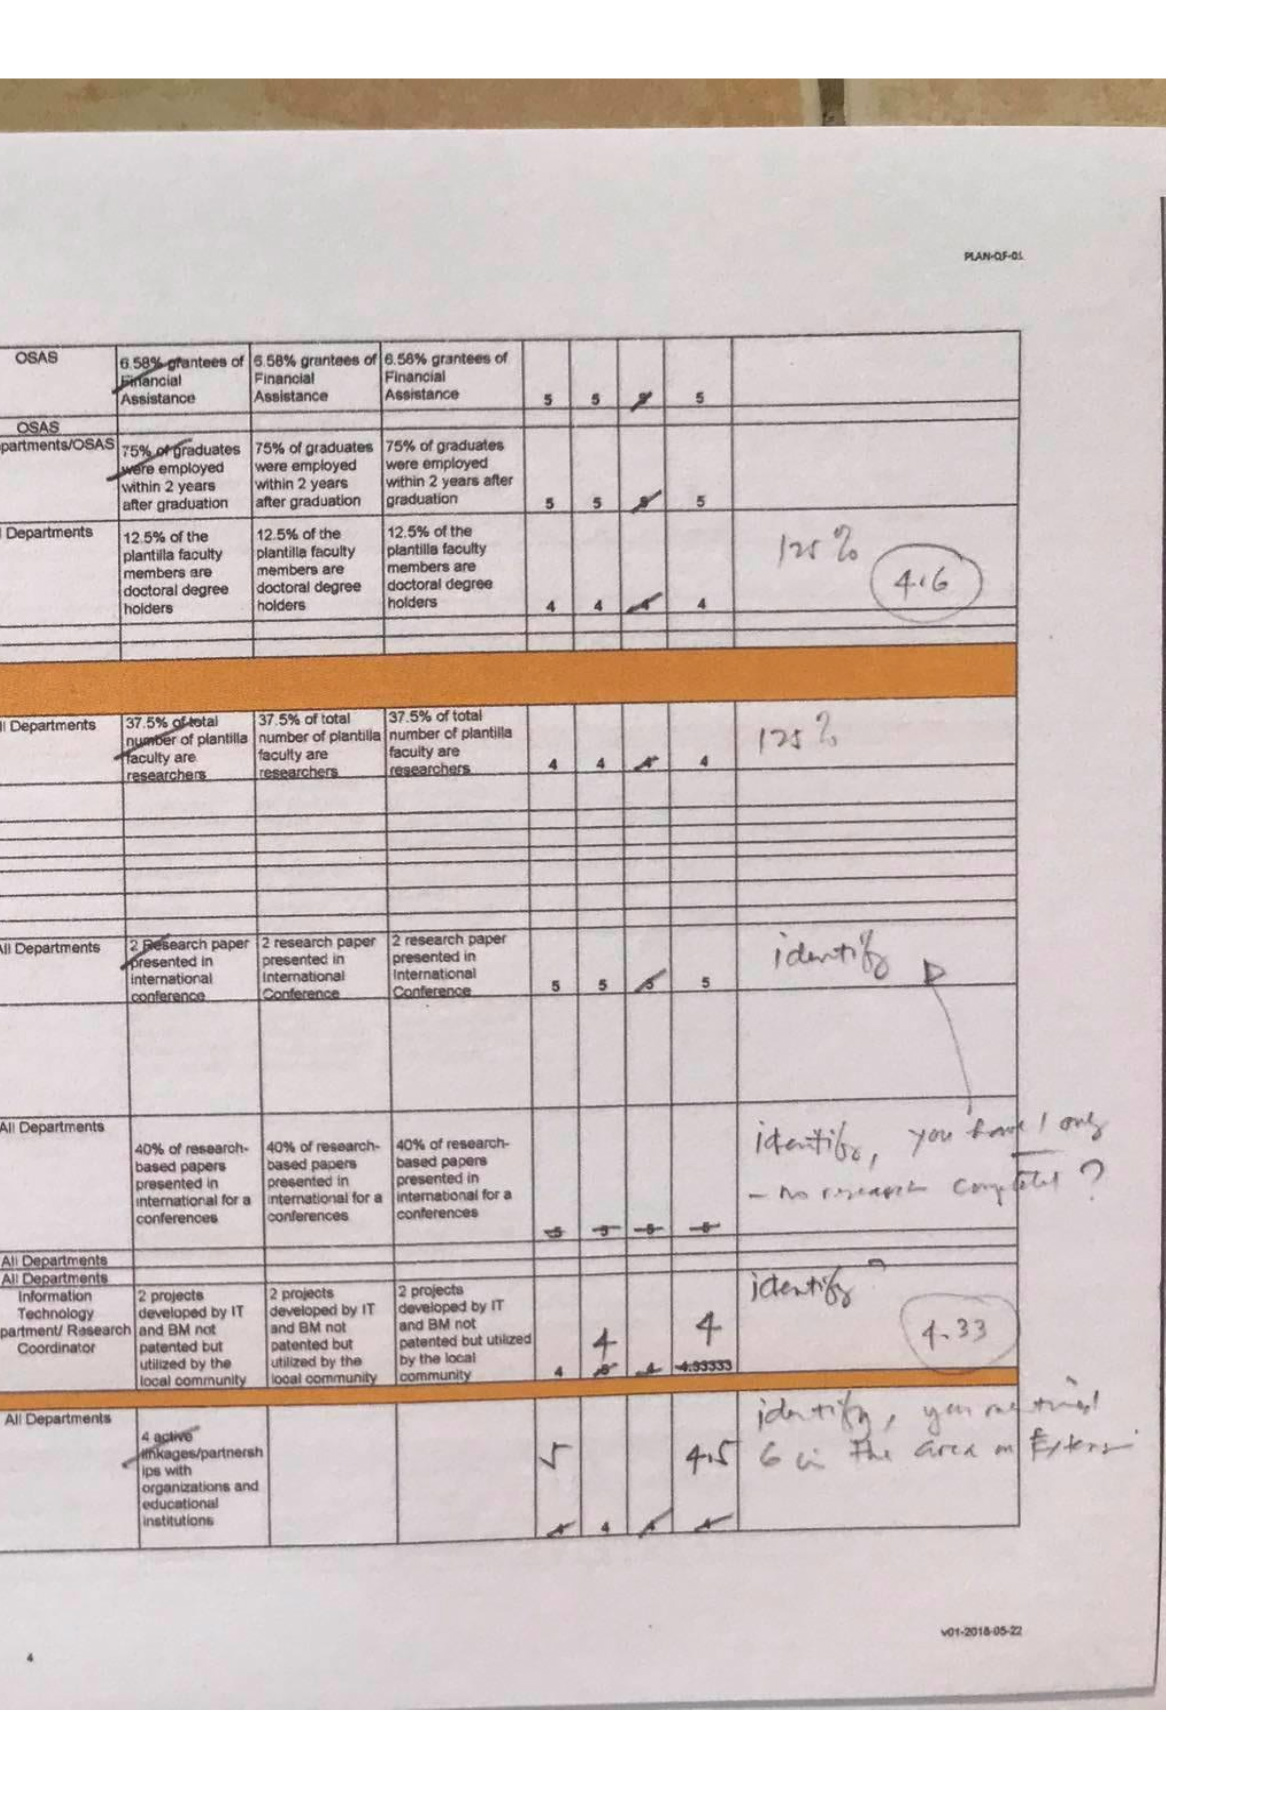 PLAN-QF-01
OSAS
6.58% grantees of
Financial
Assistance
6.58% grantees of
Financial
Assistance
6.58% grantees of
Financial
Assistance
5 5 5
OSAS
partments/OSAS
75% of graduates
were employed
within 2 years
after graduation
75% of graduates
were employed
within 2 years
after graduation
75% of graduates
were employed
within 2 years after
graduation
5 5 5
l Departments
12.5% of the
plantilla faculty
members are
doctoral degree
holders
12.5% of the
plantilla faculty
members are
doctoral degree
holders
12.5% of the
plantilla faculty
members are
doctoral degree
holders
4 4 4 4
125%
4.16
ll Departments
37.5% of total
number of plantilla
faculty are
researchers
37.5% of total
number of plantilla
faculty are
researchers
37.5% of total
number of plantilla
faculty are
researchers
4 4 4 4
125%
All Departments
2 Research paper
presented in
international
conference
2 research paper
presented in
International
Conference
2 research paper
presented in
International
Conference
5 5 5 5
identify
All Departments
40% of research-
based papers
presented in
international for a
conferences
40% of research-
based papers
presented in
international for a
conferences
40% of research-
based papers
presented in
international for a
conferences
5 5 5 5
identify, you have 1 only
- no research completed ?
All Departments
All Departments
Information
Technology
partment/ Research
Coordinator
2 projects
developed by IT
and BM not
patented but
utilized by the
local community
2 projects
developed by IT
and BM not
patented but
utilized by the
local community
2 projects
developed by IT
and BM not
patented but utilized
by the local
community
4 4
4 4 4.33333
identify
4.33
All Departments
4 active
linkages/partnersh
ips with
organizations and
educational
institutions
5 4.5
4 4 4 4
identify, you mentioned
6 in the area on
v01-2018-05-22
4